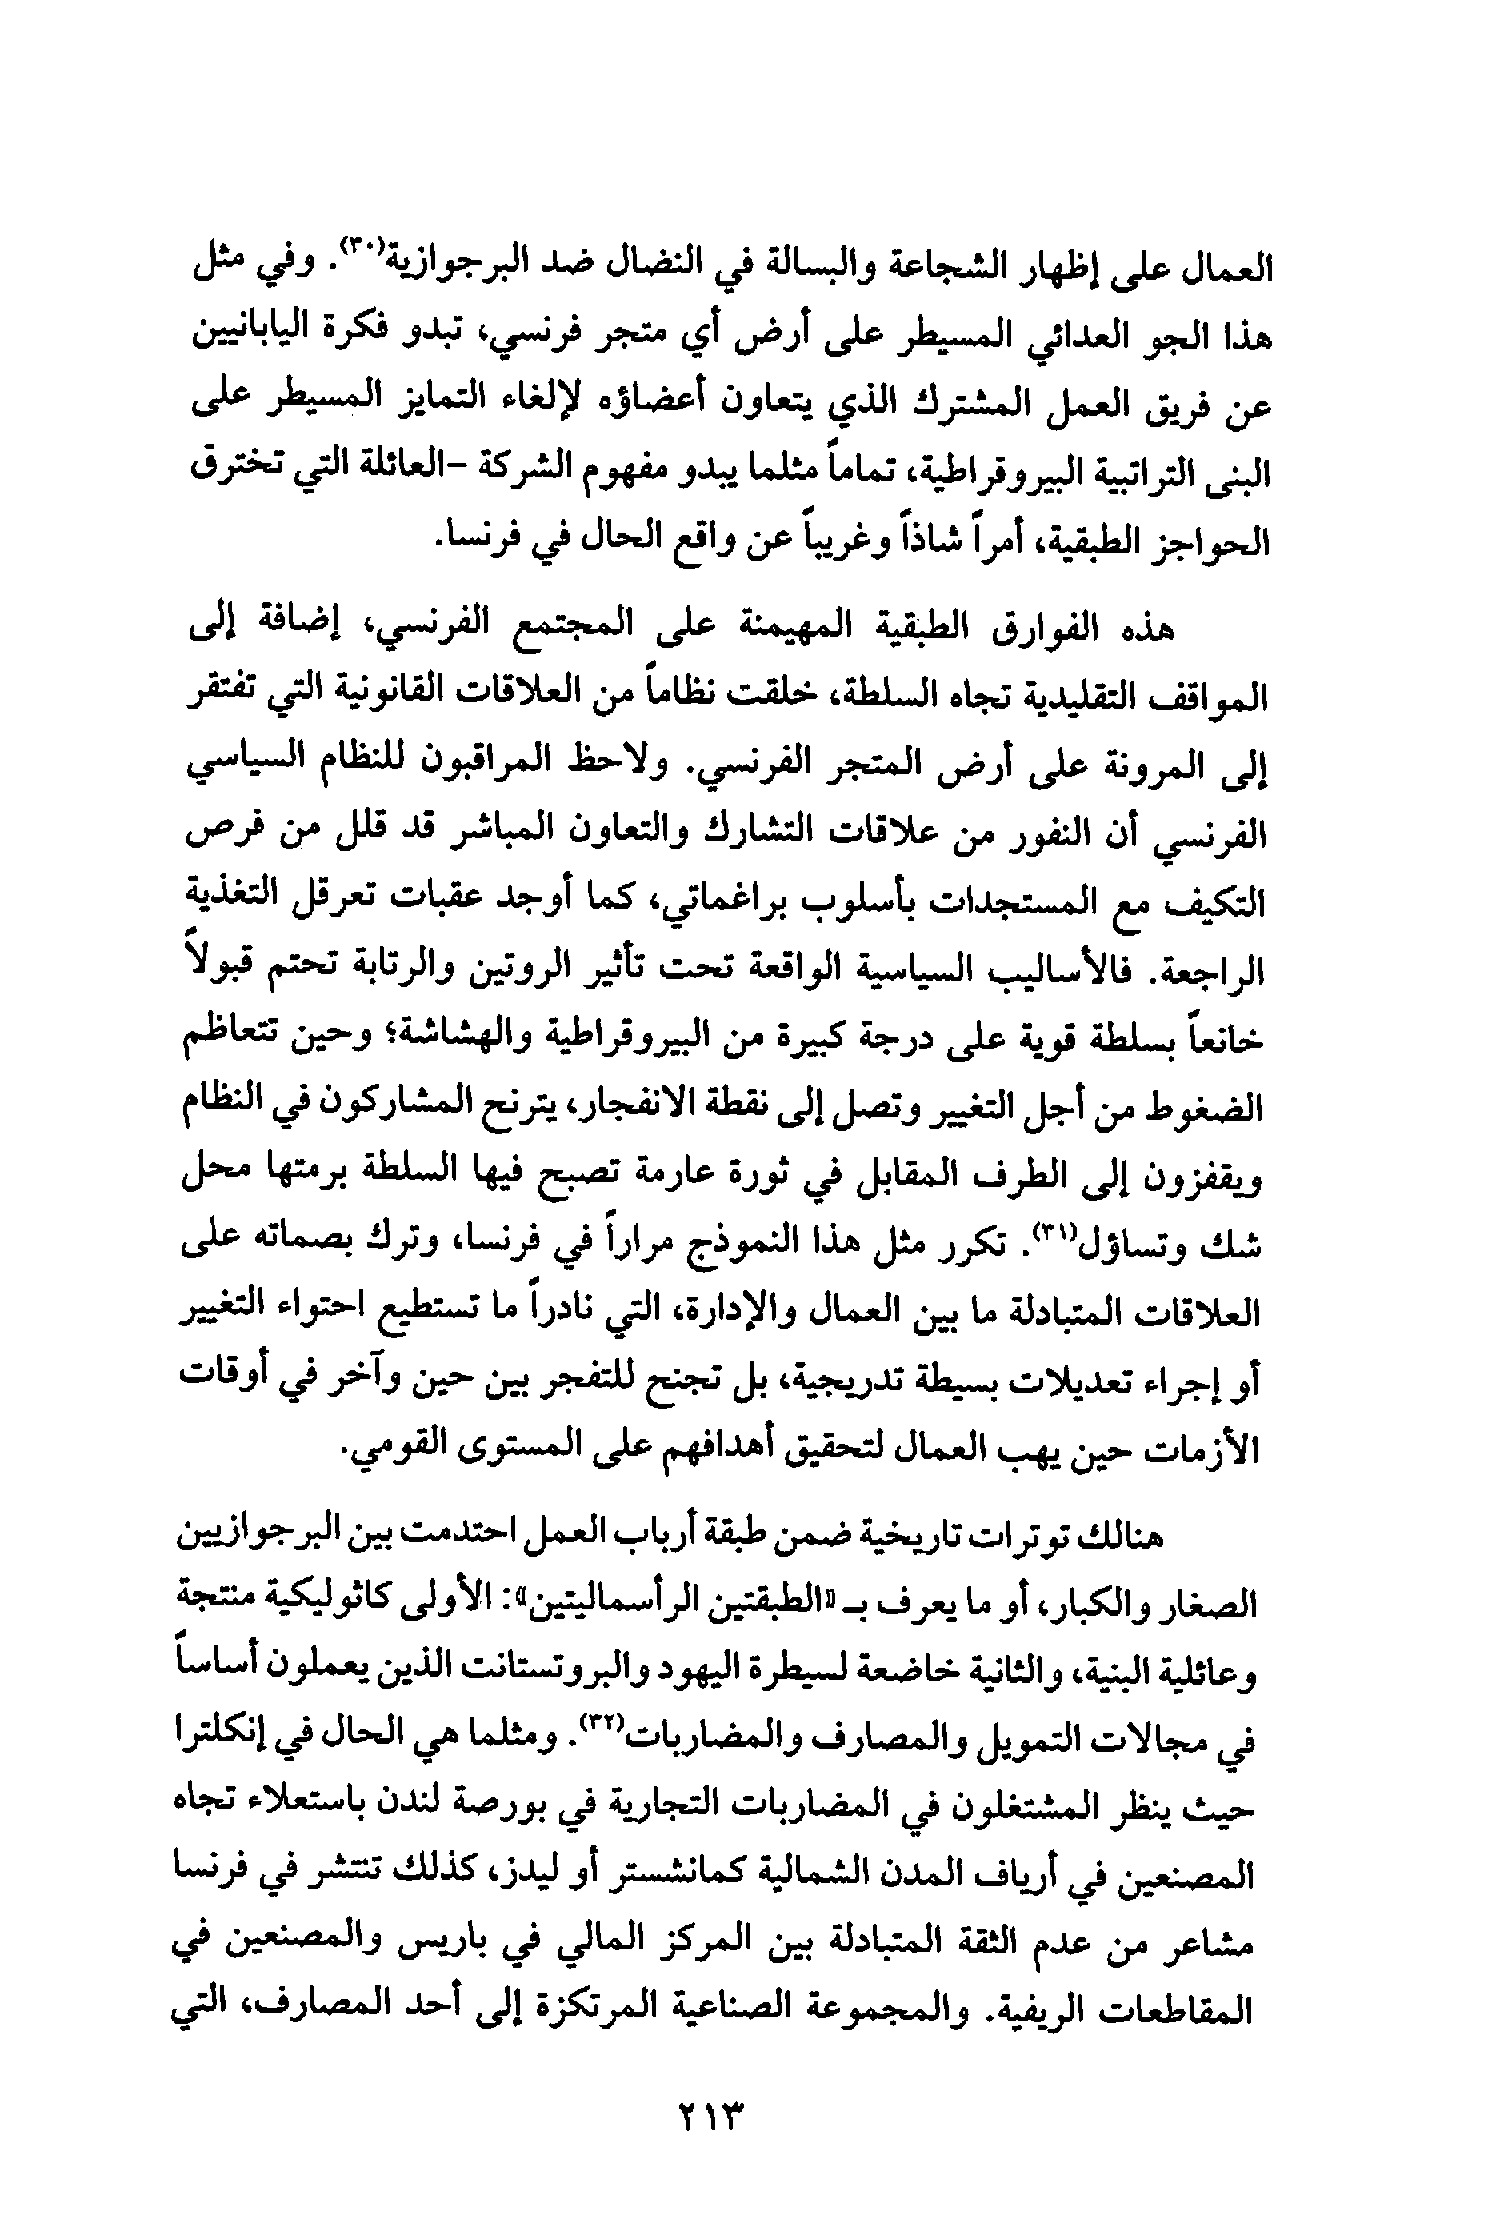 العمال على إظهار الشجاعة والبسالة في النضال ضد البرجوازية(٣٠). وفي مثل
هذا الجو العدائي المسيطر على أرض أي متجر فرنسي، تبدو فكرة اليابانيين
عن فريق العمل المشترك الذي يتعاون أعضاؤه لإلغاء التمايز المسيطر على
البنى التراتبية البيروقراطية، تماماً مثلما يبدو مفهوم الشركة -العائلة التي تخترق
الحواجز الطبقية، أمراً شاذاً وغريباً عن واقع الحال في فرنسا.
هذه الفوارق الطبقية المهيمنة على المجتمع الفرنسي، إضافة إلى
المواقف التقليدية تجاه السلطة، خلقت نظاماً من العلاقات القانونية التي تفتقر
إلى المرونة على أرض المتجر الفرنسي. ولاحظ المراقبون للنظام السياسي
الفرنسي أن النفور من علاقات التشارك والتعاون المباشر قد قلل من فرص
التكيف مع المستجدات بأسلوب براغماتي، كما أوجد عقبات تعرقل التغذية
الراجعة. فالأساليب السياسية الواقعة تحت تأثير الروتين والرتابة تحتم قبولاً
خانعاً بسلطة قوية على درجة كبيرة من البيروقراطية والهشاشة؛ وحين تتعاظم
الضغوط من أجل التغيير وتصل إلى نقطة الانفجار، يترنح المشاركون في النظام
ويقفزون إلى الطرف المقابل في ثورة عارمة تصبح فيها السلطة برمتها محل
شك وتساؤل(٣١). تكرر مثل هذا النموذج مراراً في فرنسا، وترك بصماته على
العلاقات المتبادلة ما بين العمال والإدارة، التي نادراً ما تستطيع احتواء التغيير
أو إجراء تعديلات بسيطة تدريجية، بل تجنح للتفجر بين حين وآخر في أوقات
الأزمات حين يهب العمال لتحقيق أهدافهم على المستوى القومي.
هنالك توترات تاريخية ضمن طبقة أرباب العمل احتدمت بين البرجوازيين
الصغار والكبار، أو ما يعرف بـ «الطبقتين الرأسماليتين»: الأولى كاثوليكية منتجة
وعائلية البنية، والثانية خاضعة لسيطرة اليهود والبروتستانت الذين يعملون أساساً
في مجالات التمويل والمصارف والمضاربات(٣٢). ومثلما هي الحال في إنكلترا
حيث ينظر المشتغلون في المضاربات التجارية في بورصة لندن باستعلاء تجاه
المصنعين في أرياف المدن الشمالية كمانشستر أو ليدز، كذلك تنتشر في فرنسا
مشاعر من عدم الثقة المتبادلة بين المركز المالي في باريس والمصنعين في
المقاطعات الريفية. والمجموعة الصناعية المرتكزة إلى أحد المصارف، التي
٢١٣